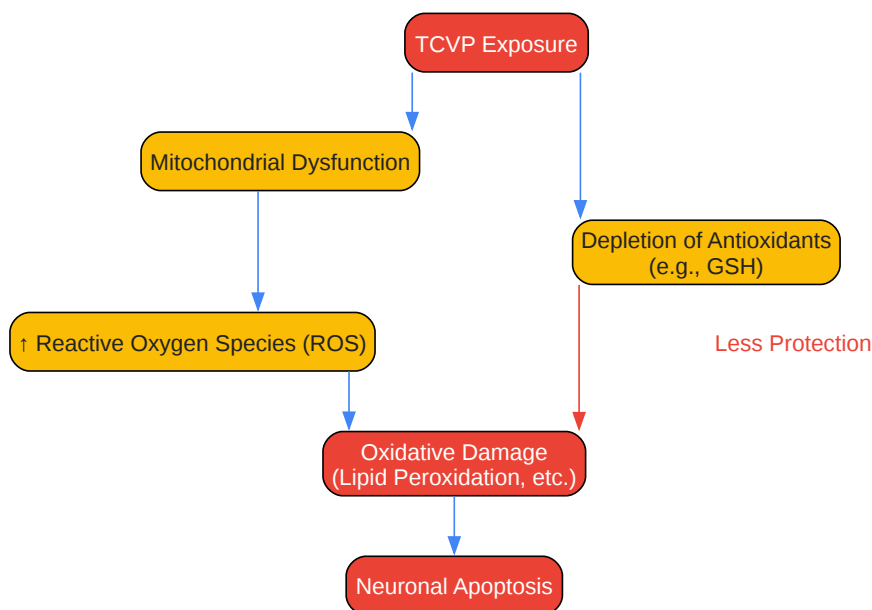 TCVP Exposure
Mitochondrial Dysfunction
Depletion of Antioxidants
(e.g., GSH)
↑ Reactive Oxygen Species (ROS)
Less Protection
Oxidative Damage
(Lipid Peroxidation, etc.)
Neuronal Apoptosis